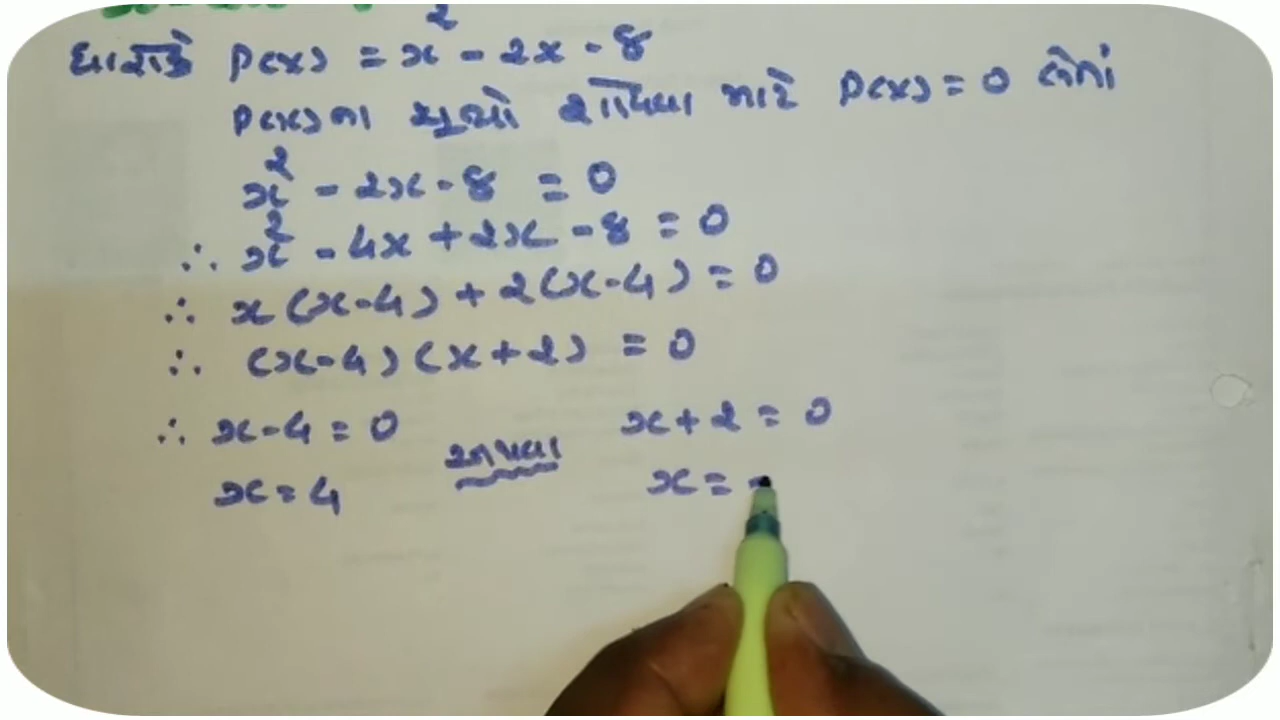 ધારોકે P(x) = x² - 2x - 8
P(x) ના શૂન્યો શોધવા માટે P(x) = 0 લેતાં
x² - 2x - 8 = 0
∴ x² - 4x + 2x - 8 = 0
∴ x (x-4) + 2(x-4) = 0
∴ (x-4) (x+2) = 0
∴ x-4 = 0 અથવા x+2 = 0
x = 4 x = -